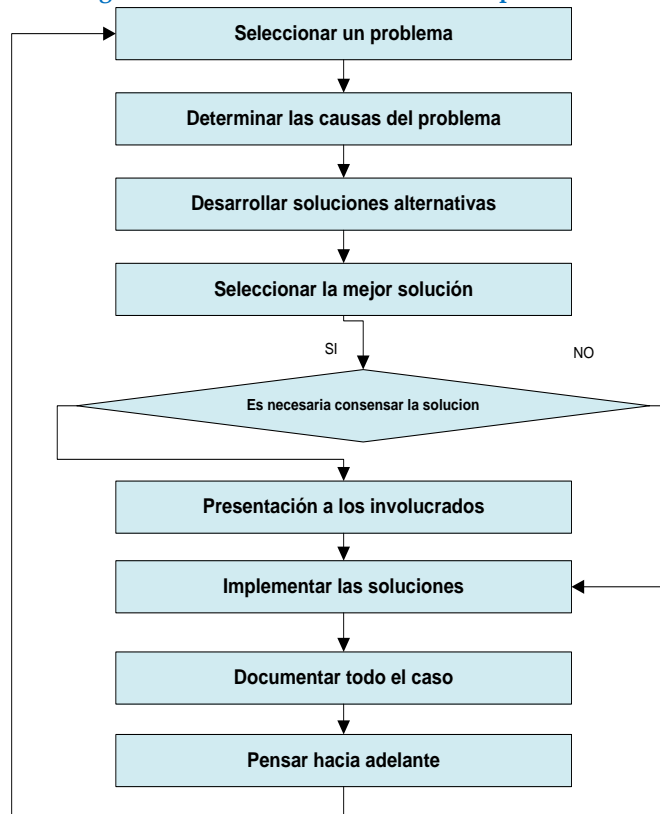 Seleccionar un problema
Determinar las causas del problema
Desarrollar soluciones alternativas
Seleccionar la mejor solución
SI
NO
Es necesaria consensar la solucion
Presentación a los involucrados
Implementar las soluciones
Documentar todo el caso
Pensar hacia adelante